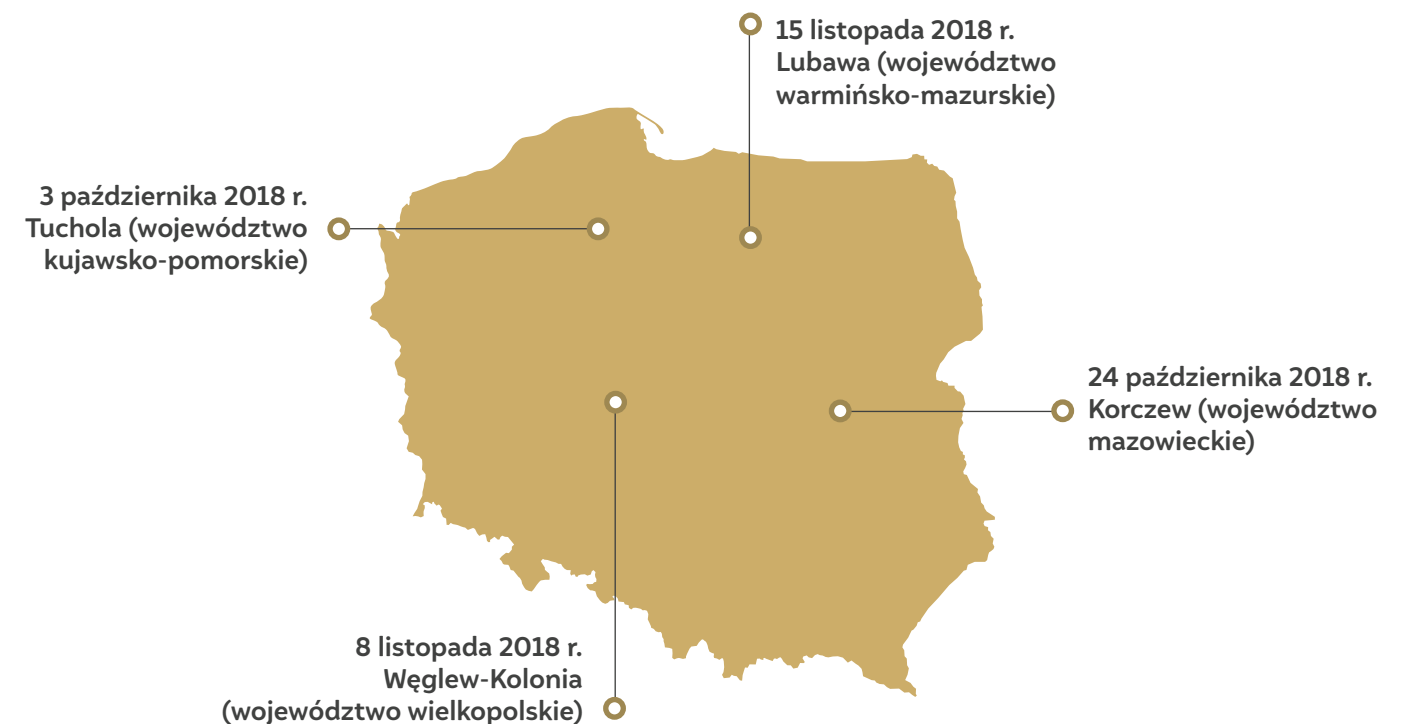 15 listopada 2018 r.
Lubawa (województwo
warmińsko-mazurskie)
3 października 2018 r.
Tuchola (województwo
kujawsko-pomorskie)
24 października 2018 r.
Korczew (województwo
mazowieckie)
8 listopada 2018 r.
Węglew-Kolonia
(województwo wielkopolskie)